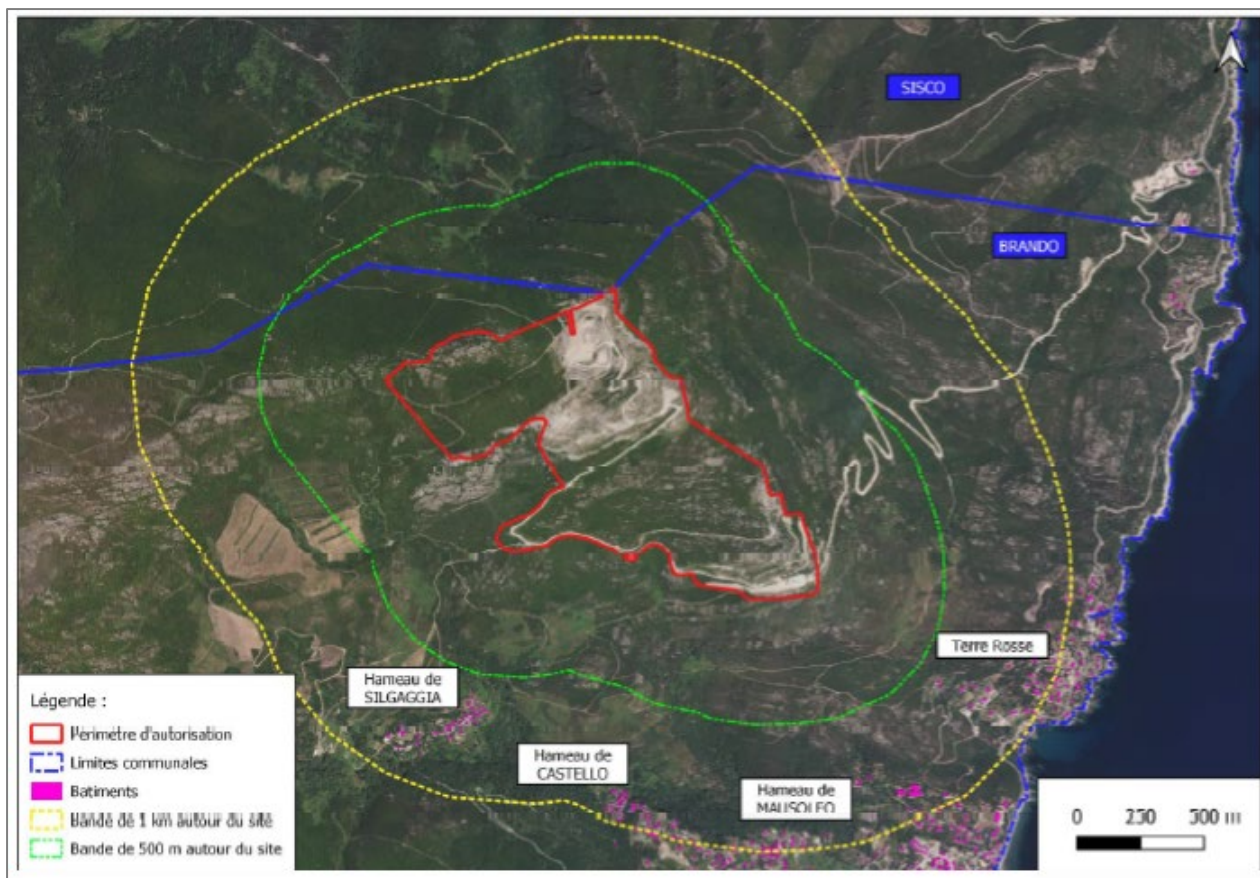 SISCO
BRANDO
Terre Rosse
Hameau de
SILGAGGIA
Hameau de
CASTELLO
Hameau de
MAUSOLEO
Légende :
Périmètre d'autorisation
Limites communales
Batiments
Bande de 1 km autour du site
Bande de 500 m autour du site
0 250 500 m